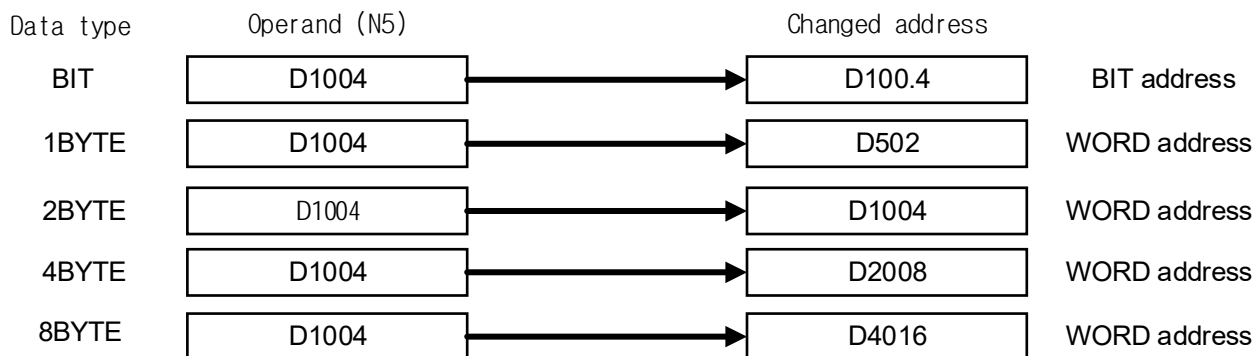 Data type Operand (N5) Changed address
BIT D1004 D100.4 BIT address
1BYTE D1004 D502 WORD address
2BYTE D1004 D1004 WORD address
4BYTE D1004 D2008 WORD address
8BYTE D1004 D4016 WORD address